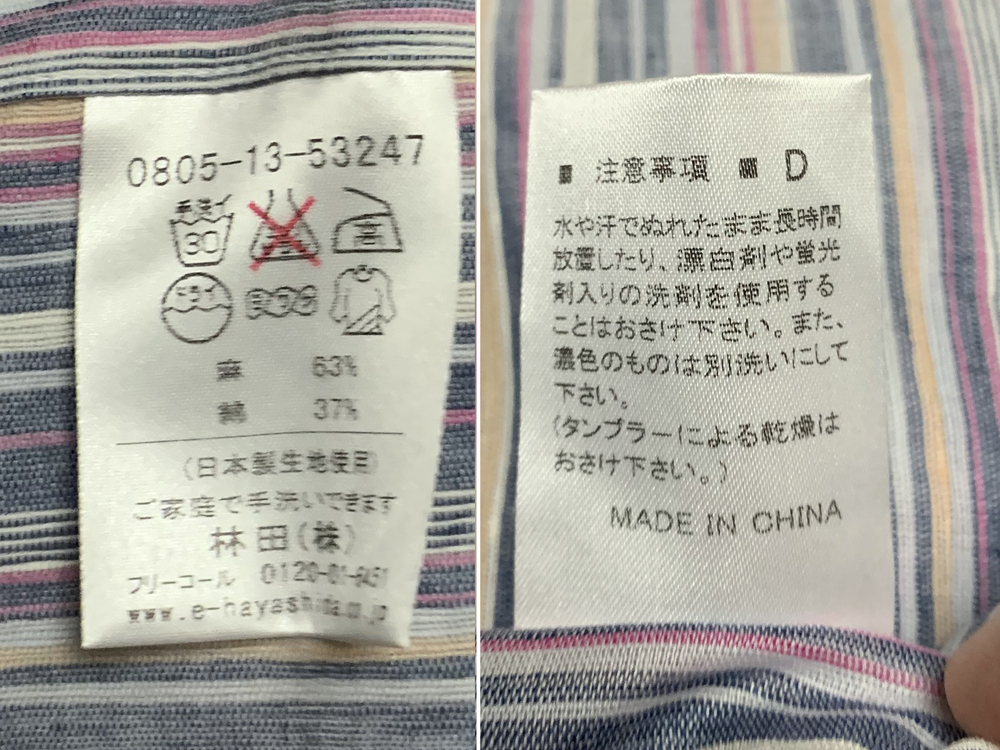 0805-13-53247
手洗イ
30
高
ドライ
麻 63%
綿 37%
(日本製生地使用)
ご家庭で手洗いできます
林田(株)
フリーコール 0120-01-9451
www.e-hayashida.co.jp
■ 注意事項 ■ D
水や汗でぬれたまま長時間
放置したり、漂白剤や蛍光
剤入りの洗剤を使用する
ことはおさけ下さい。また、
濃色のものは別洗いにして
下さい。
(タンブラーによる乾燥は
おさけ下さい。)
MADE IN CHINA